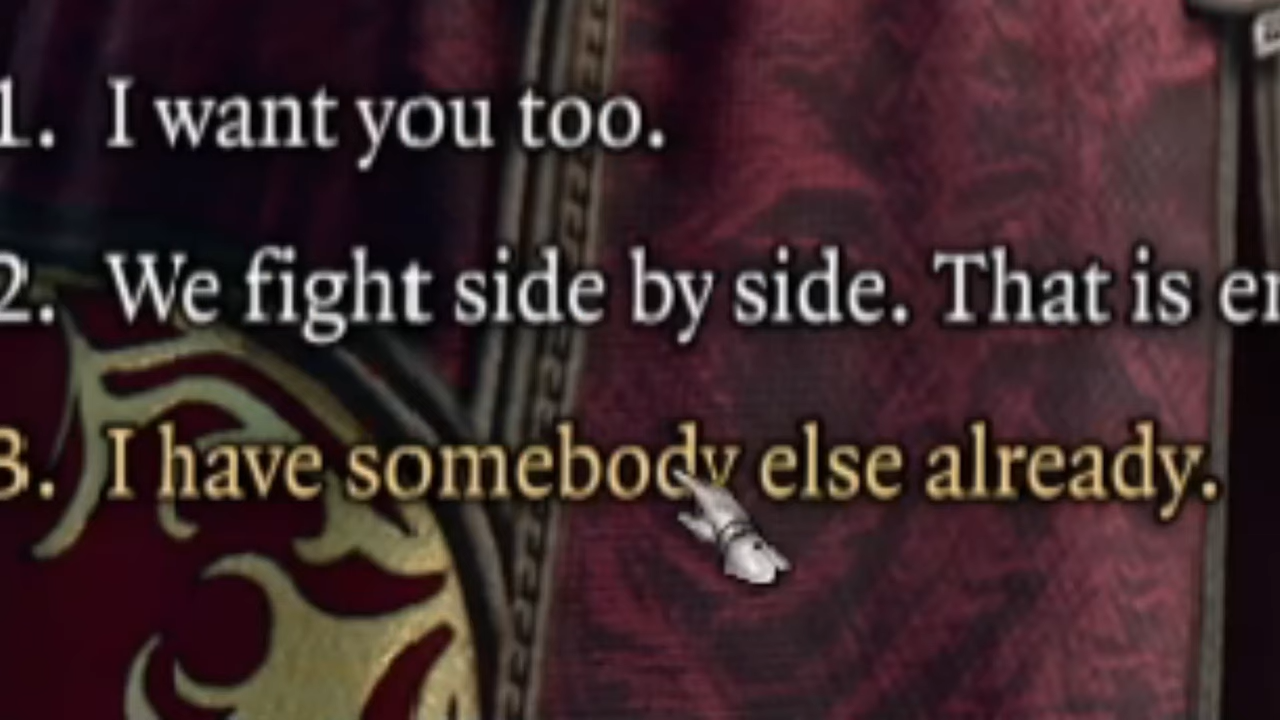 1. I want you too.
2. We fight side by side. That is
3. I have somebody else already.